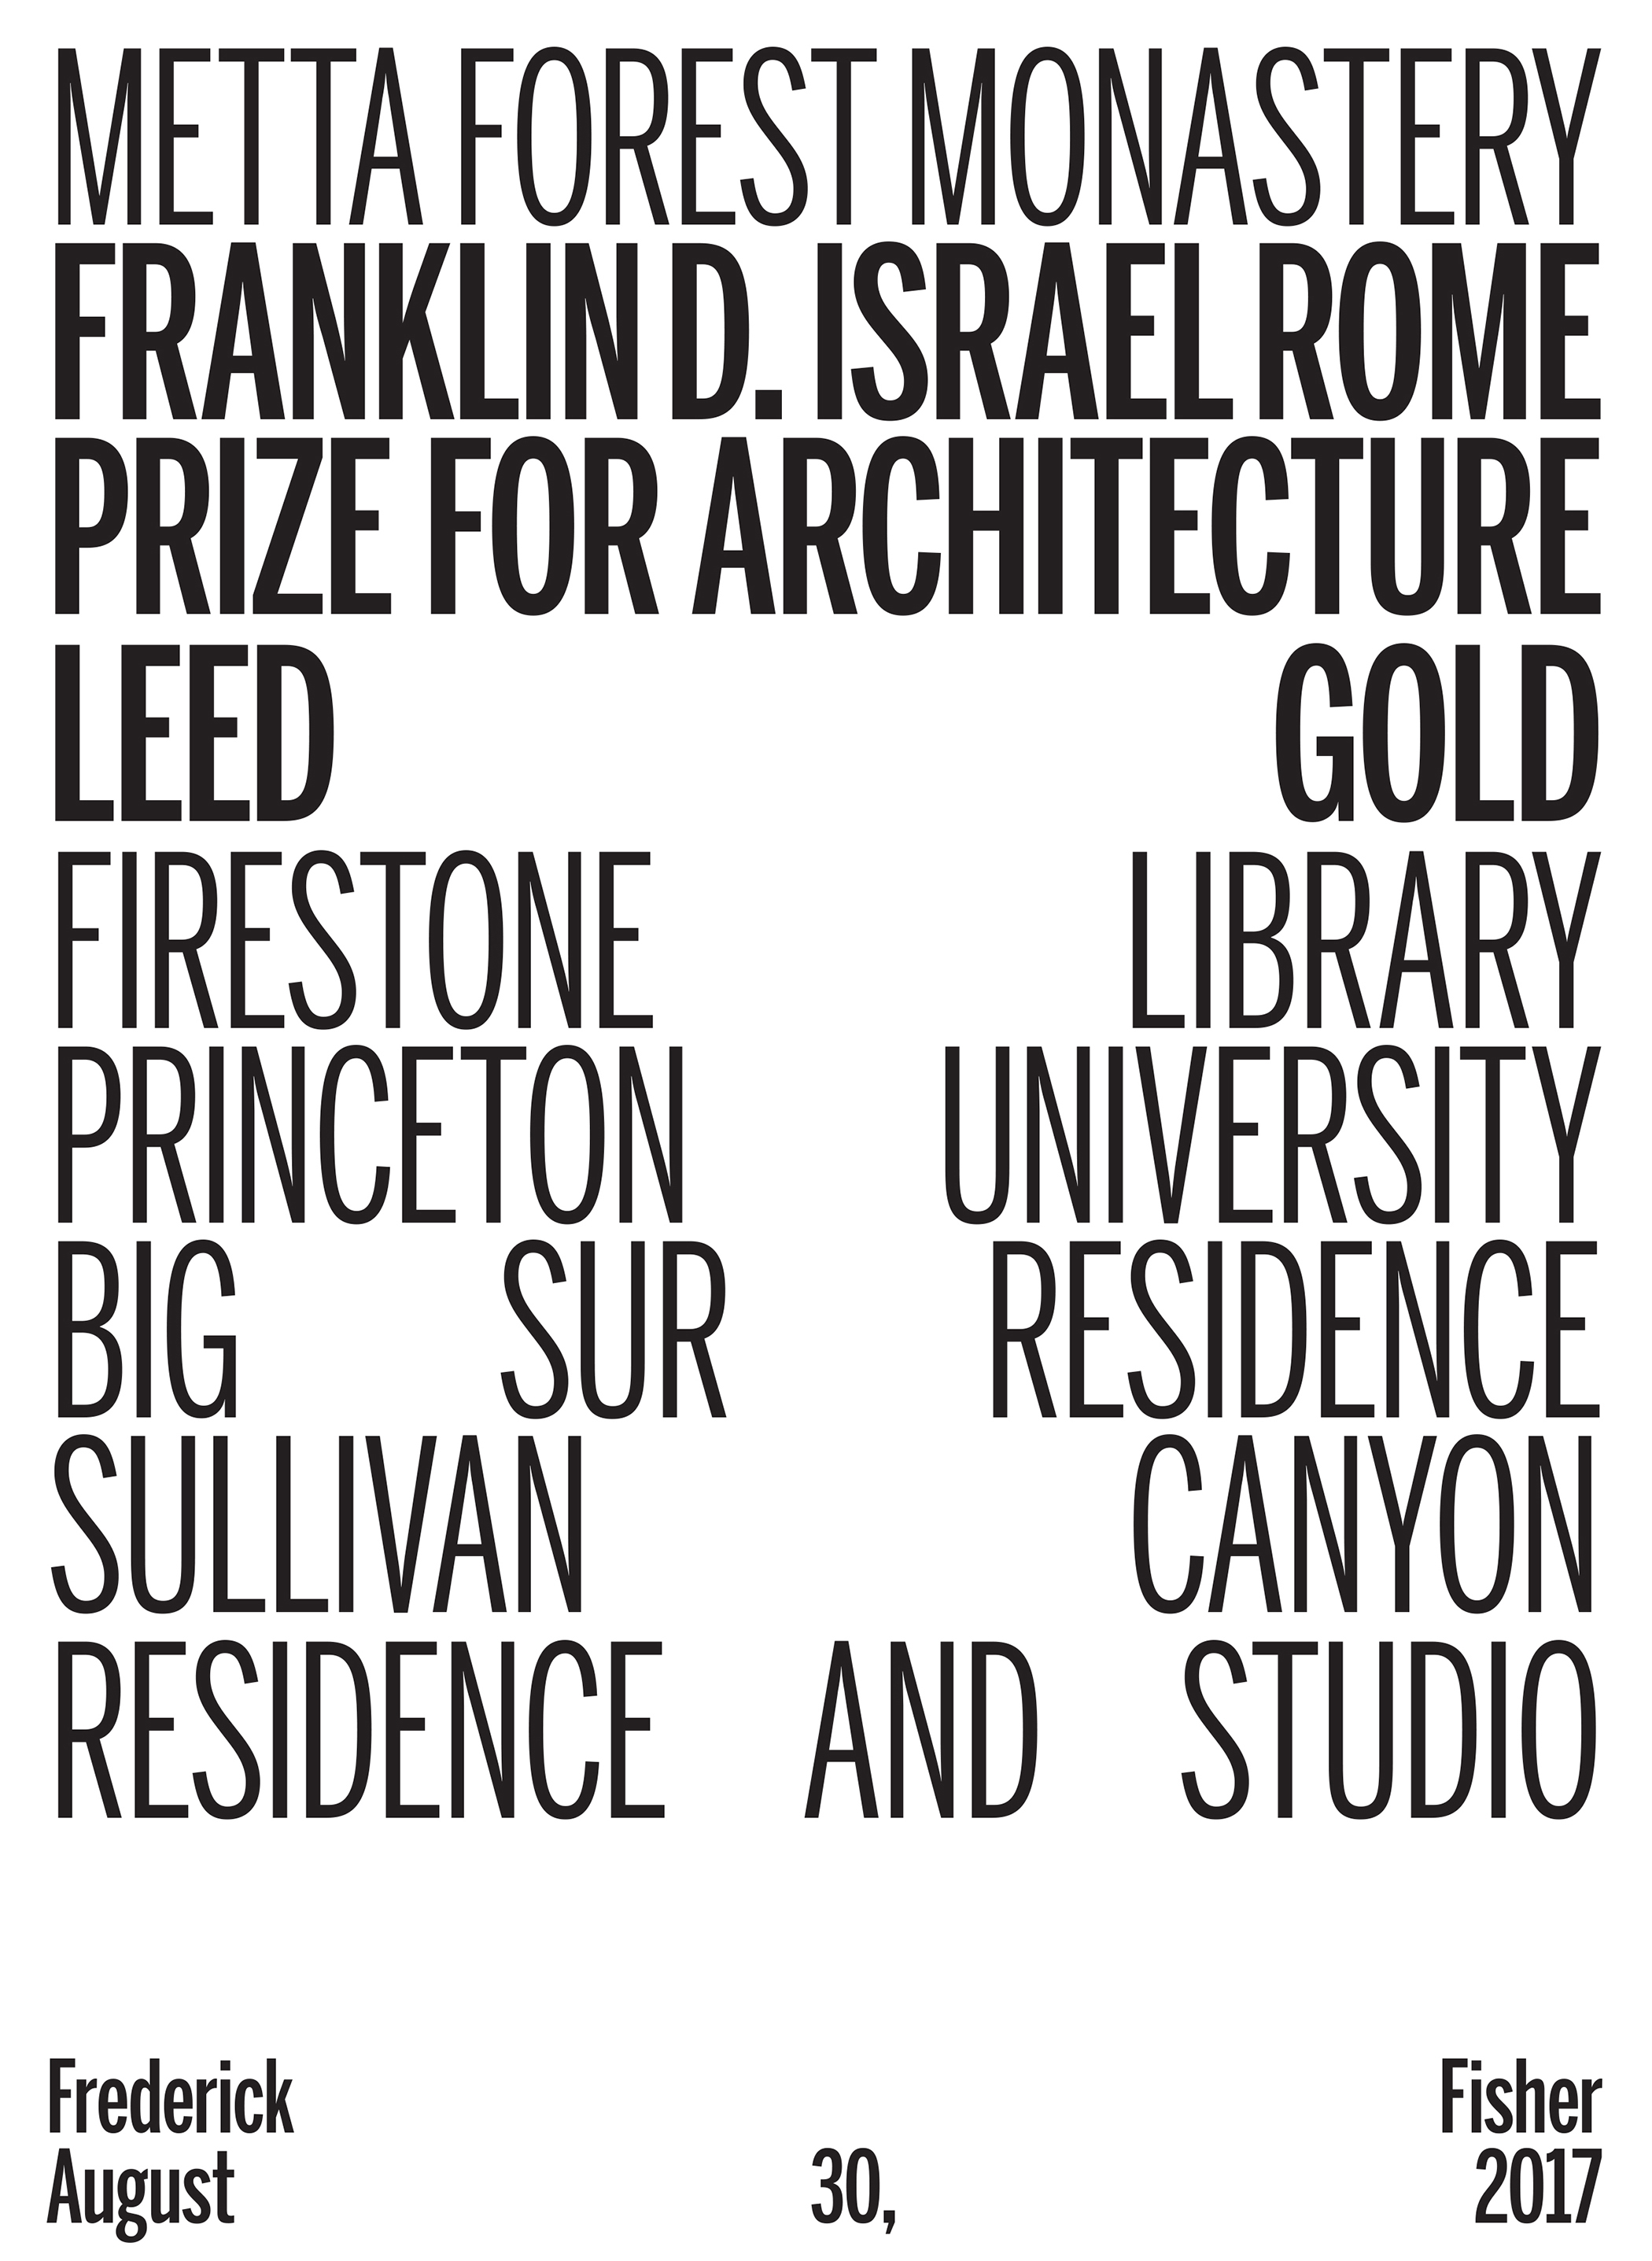 METTA FOREST MONASTERY
FRANKLIN D. ISRAEL ROME
PRIZE FOR ARCHITECTURE
LEED GOLD
FIRESTONE LIBRARY
PRINCETON UNIVERSITY
BIG SUR RESIDENCE
SULLIVAN CANYON
RESIDENCE AND STUDIO
Frederick Fisher
August 30, 2017